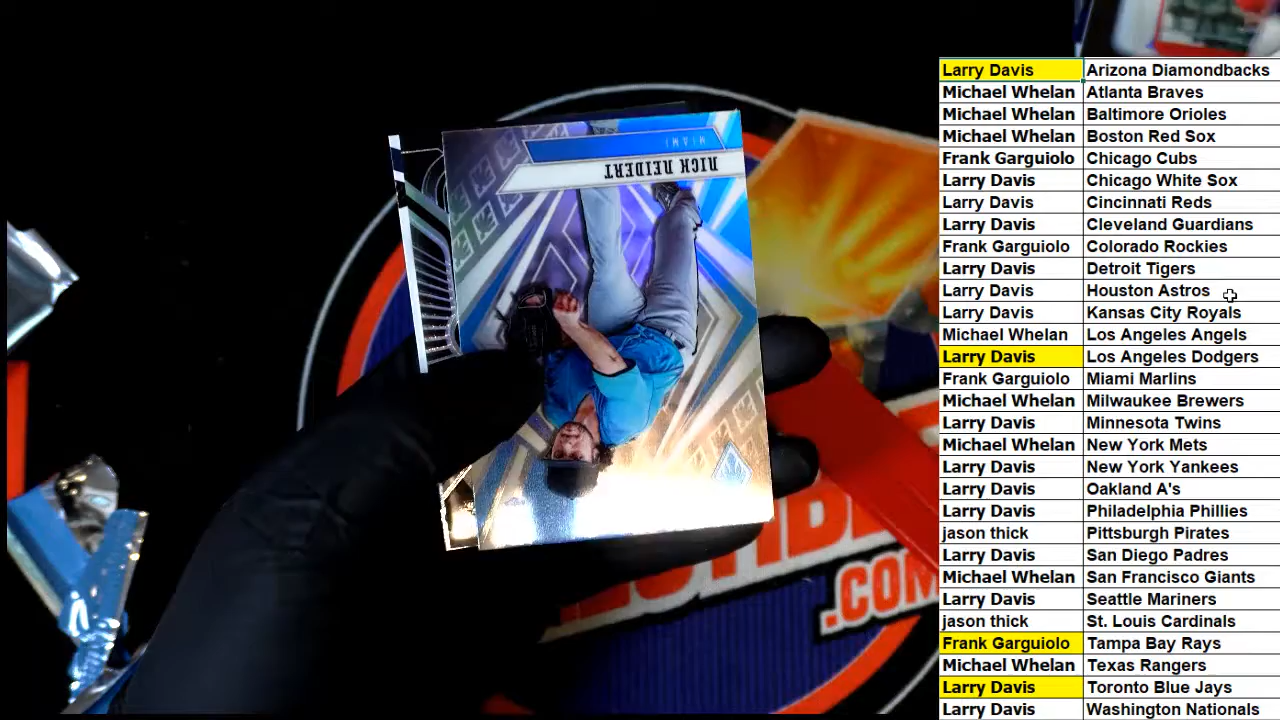 Larry Davis Arizona Diamondbacks
Michael Whelan Atlanta Braves
Michael Whelan Baltimore Orioles
Michael Whelan Boston Red Sox
Frank Garguiolo Chicago Cubs
Larry Davis Chicago White Sox
Larry Davis Cincinnati Reds
Larry Davis Cleveland Guardians
Frank Garguiolo Colorado Rockies
Larry Davis Detroit Tigers
Larry Davis Houston Astros
Larry Davis Kansas City Royals
Michael Whelan Los Angeles Angels
Larry Davis Los Angeles Dodgers
Frank Garguiolo Miami Marlins
Michael Whelan Milwaukee Brewers
Larry Davis Minnesota Twins
Michael Whelan New York Mets
Larry Davis New York Yankees
Larry Davis Oakland A's
Larry Davis Philadelphia Phillies
jason thick Pittsburgh Pirates
Larry Davis San Diego Padres
Michael Whelan San Francisco Giants
Larry Davis Seattle Mariners
jason thick St. Louis Cardinals
Frank Garguiolo Tampa Bay Rays
Michael Whelan Texas Rangers
Larry Davis Toronto Blue Jays
Larry Davis Washington Nationals
MIAMI
NICK NEIDERT
.COM